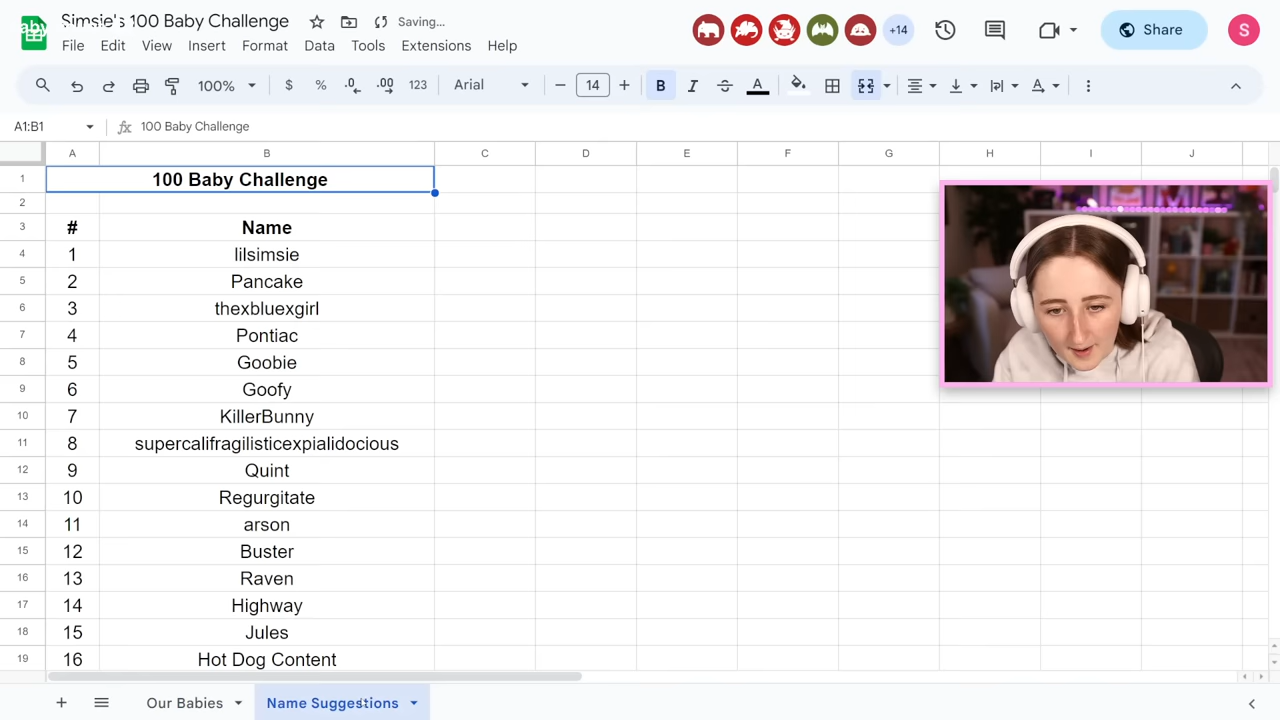 Simsie's 100 Baby Challenge Saving...
File Edit View Insert Format Data Tools Extensions Help
+14
Share
S
100% $ % .0 .00 123 Arial 14 B I S A
A1:B1 fx 100 Baby Challenge
A B C D E F G H I J
1 100 Baby Challenge
2
3 # Name
4 1 lilsimsie
5 2 Pancake
6 3 thexbluexgirl
7 4 Pontiac
8 5 Goobie
9 6 Goofy
10 7 KillerBunny
11 8 supercalifragilisticexpialidocious
12 9 Quint
13 10 Regurgitate
14 11 arson
15 12 Buster
16 13 Raven
17 14 Highway
18 15 Jules
19 16 Hot Dog Content
+ Our Babies Name Suggestions